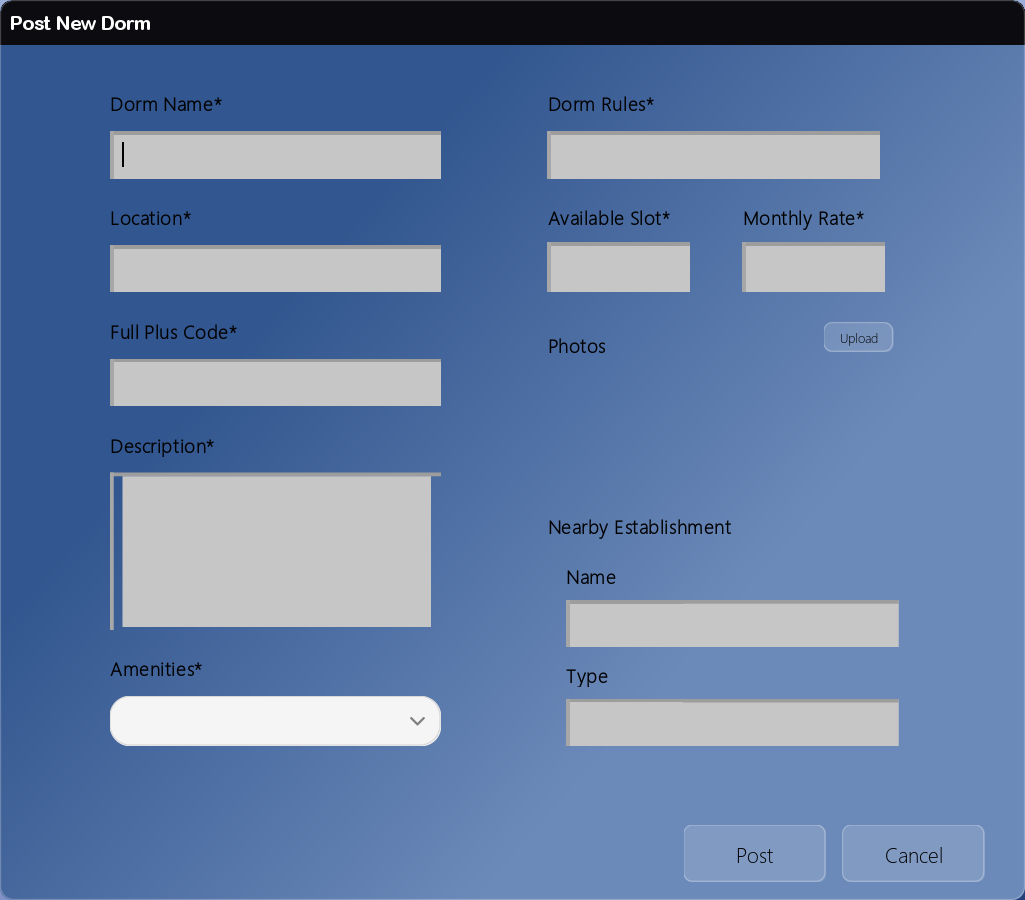 Post New Dorm
Dorm Name*
Location*
Full Plus Code*
Description*
Amenities*
Dorm Rules*
Available Slot*
Monthly Rate*
Photos
Upload
Nearby Establishment
Name
Type
Post
Cancel